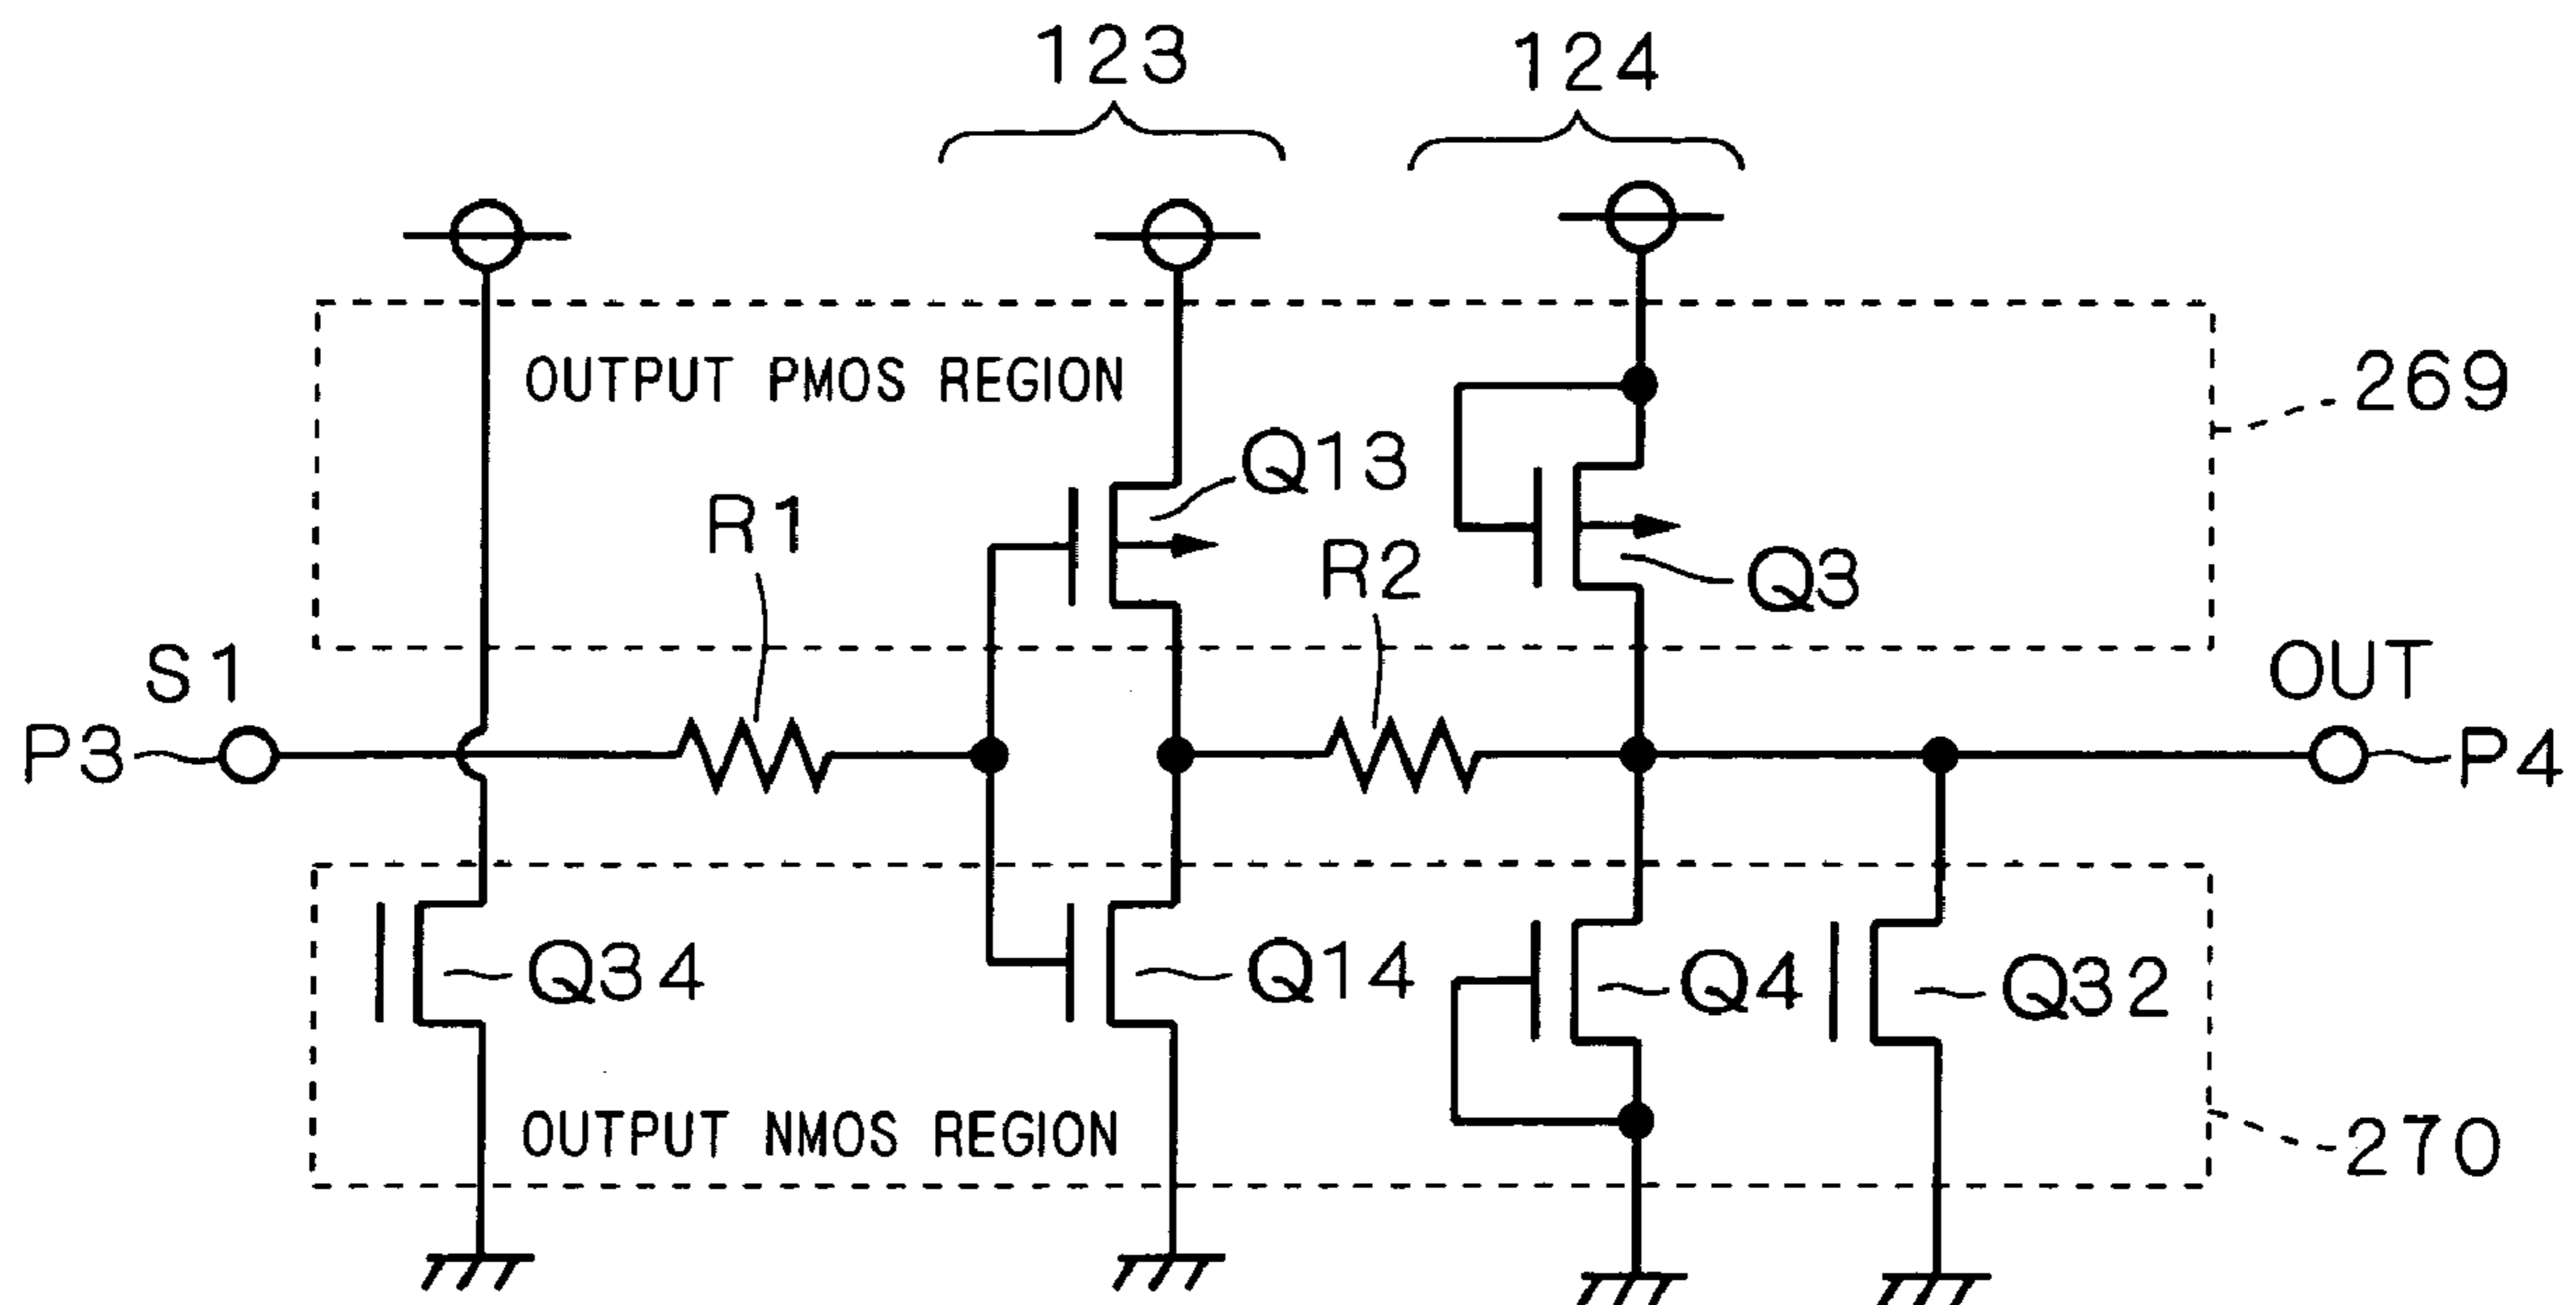 123
124
OUTPUT PMOS REGION
269
Q13
R1
R2
Q3
S1
OUT
P3
P4
Q34
Q14
Q4
Q32
OUTPUT NMOS REGION
270